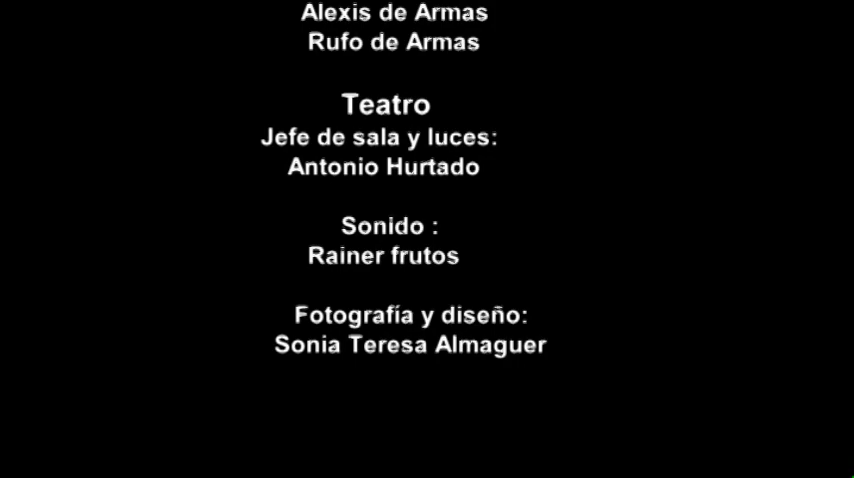 Alexis de Armas
Rufo de Armas
Teatro
Jefe de sala y luces:
Antonio Hurtado
Sonido :
Rainer frutos
Fotografía y diseño:
Sonia Teresa Almaguer